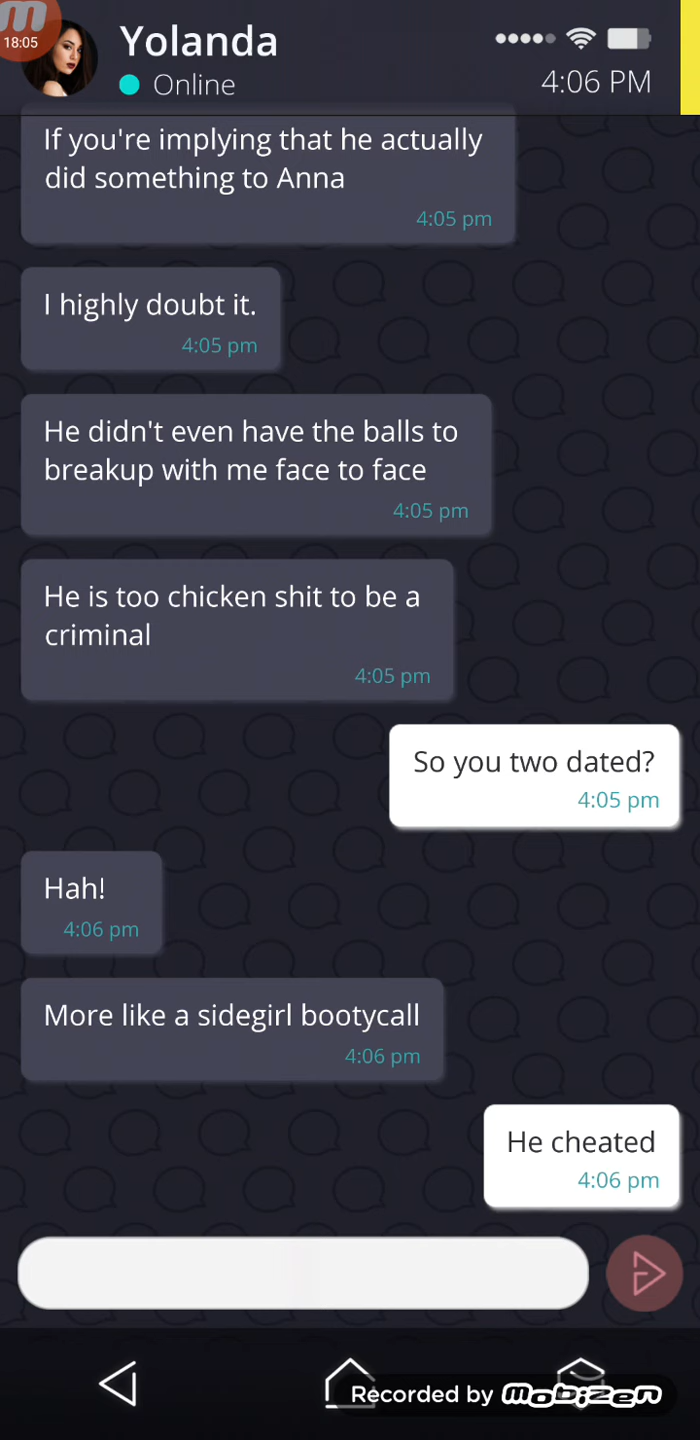 m
18:05
Yolanda
Online
4:06 PM
If you're implying that he actually
did something to Anna
4:05 pm
I highly doubt it.
4:05 pm
He didn't even have the balls to
breakup with me face to face
4:05 pm
He is too chicken shit to be a
criminal
4:05 pm
So you two dated?
4:05 pm
Hah!
4:06 pm
More like a sidegirl bootycall
4:06 pm
He cheated
4:06 pm
Recorded by mobizen